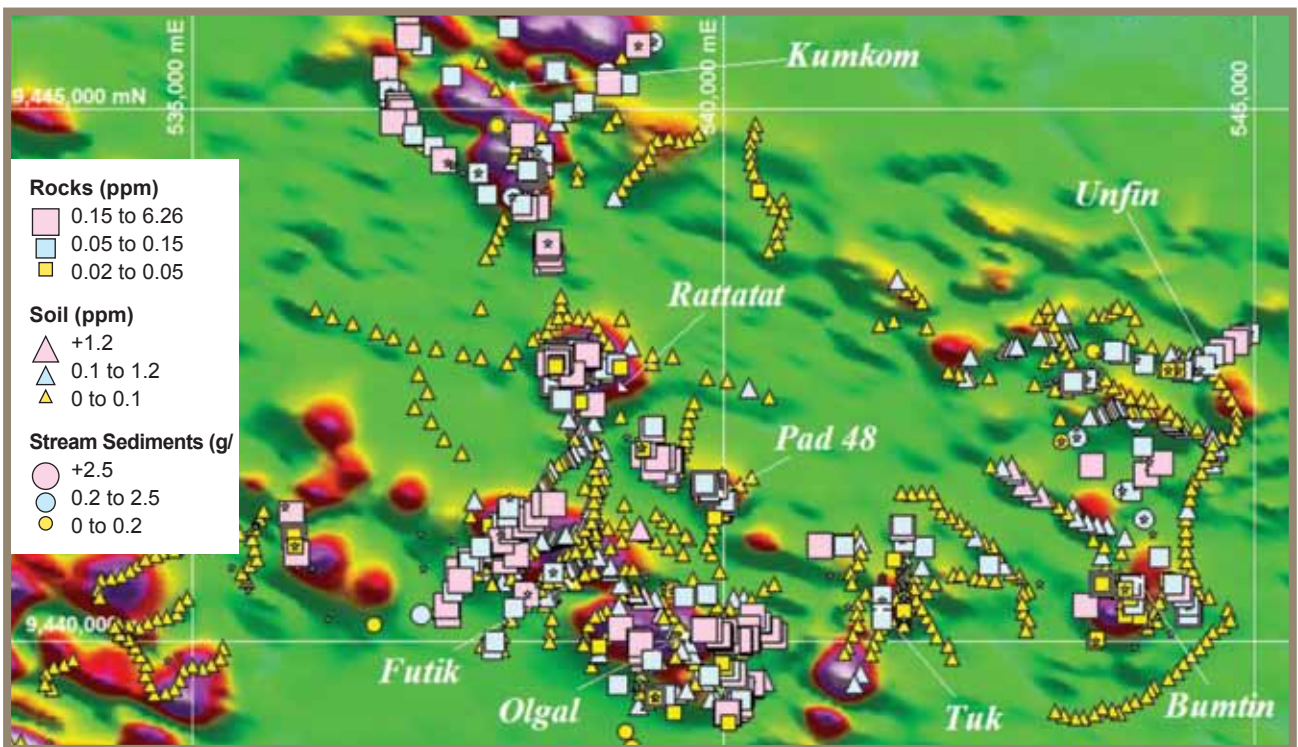 535,000 mE
540,000 mE
545,000
9,445,000 mN
Kumkom
Unfin
Rattatat
Pad 48
Rocks (ppm)
0.15 to 6.26
0.05 to 0.15
0.02 to 0.05
Soil (ppm)
+1.2
0.1 to 1.2
0 to 0.1
Stream Sediments (g/
+2.5
0.2 to 2.5
0 to 0.2
9,440,000
Futik
Olgal
Tuk
Bumtin